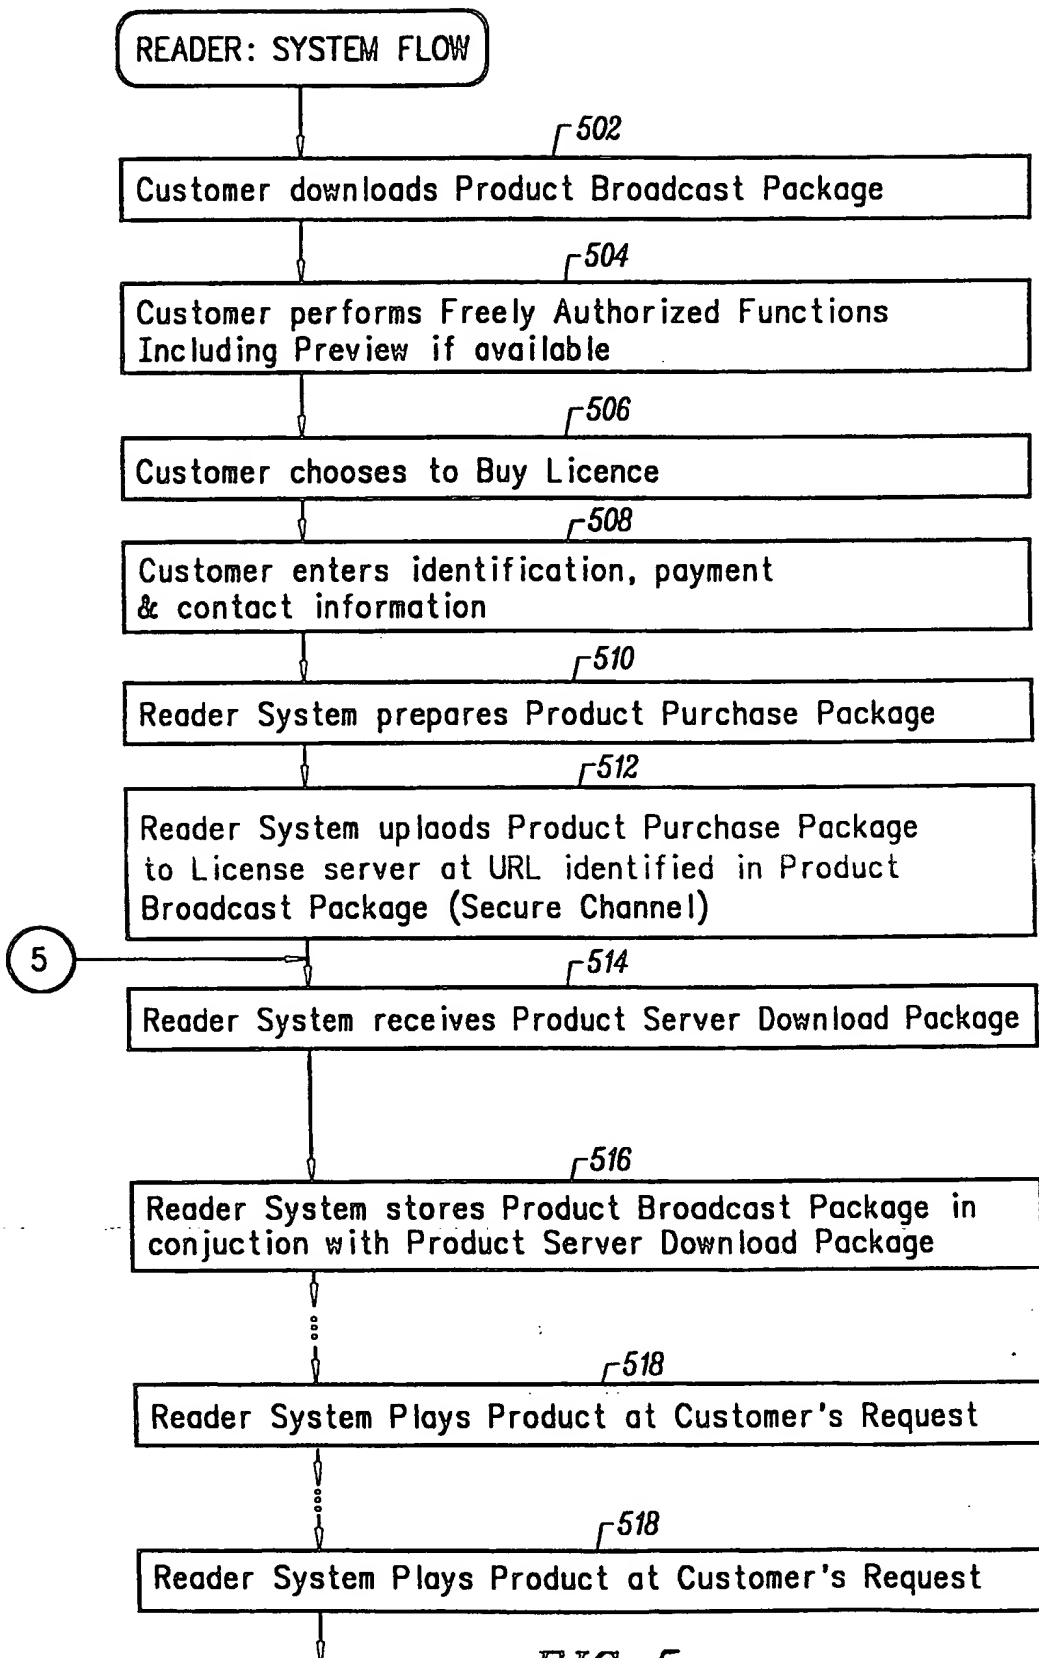 READER: SYSTEM FLOW
502
Customer downloads Product Broadcast Package
504
Customer performs Freely Authorized Functions
Including Preview if available
506
Customer chooses to Buy Licence
508
Customer enters identification, payment
& contact information
510
Reader System prepares Product Purchase Package
512
Reader System uplaods Product Purchase Package
to License server at URL identified in Product
Broadcast Package (Secure Channel)
5
514
Reader System receives Product Server Download Package
516
Reader System stores Product Broadcast Package in
conjuction with Product Server Download Package
518
Reader System Plays Product at Customer's Request
518
Reader System Plays Product at Customer's Request